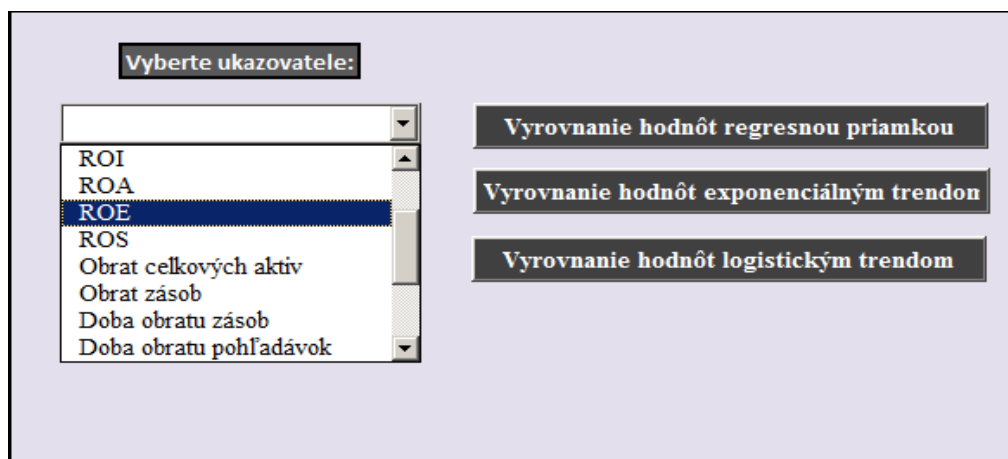 Vyberte ukazovatele:
ROI
ROA
ROE
ROS
Obrat celkových aktiv
Obrat zásob
Doba obratu zásob
Doba obratu pohľadávok
Vyrovnanie hodnôt regresnou priamkou
Vyrovnanie hodnôt exponenciálným trendom
Vyrovnanie hodnôt logistickým trendom